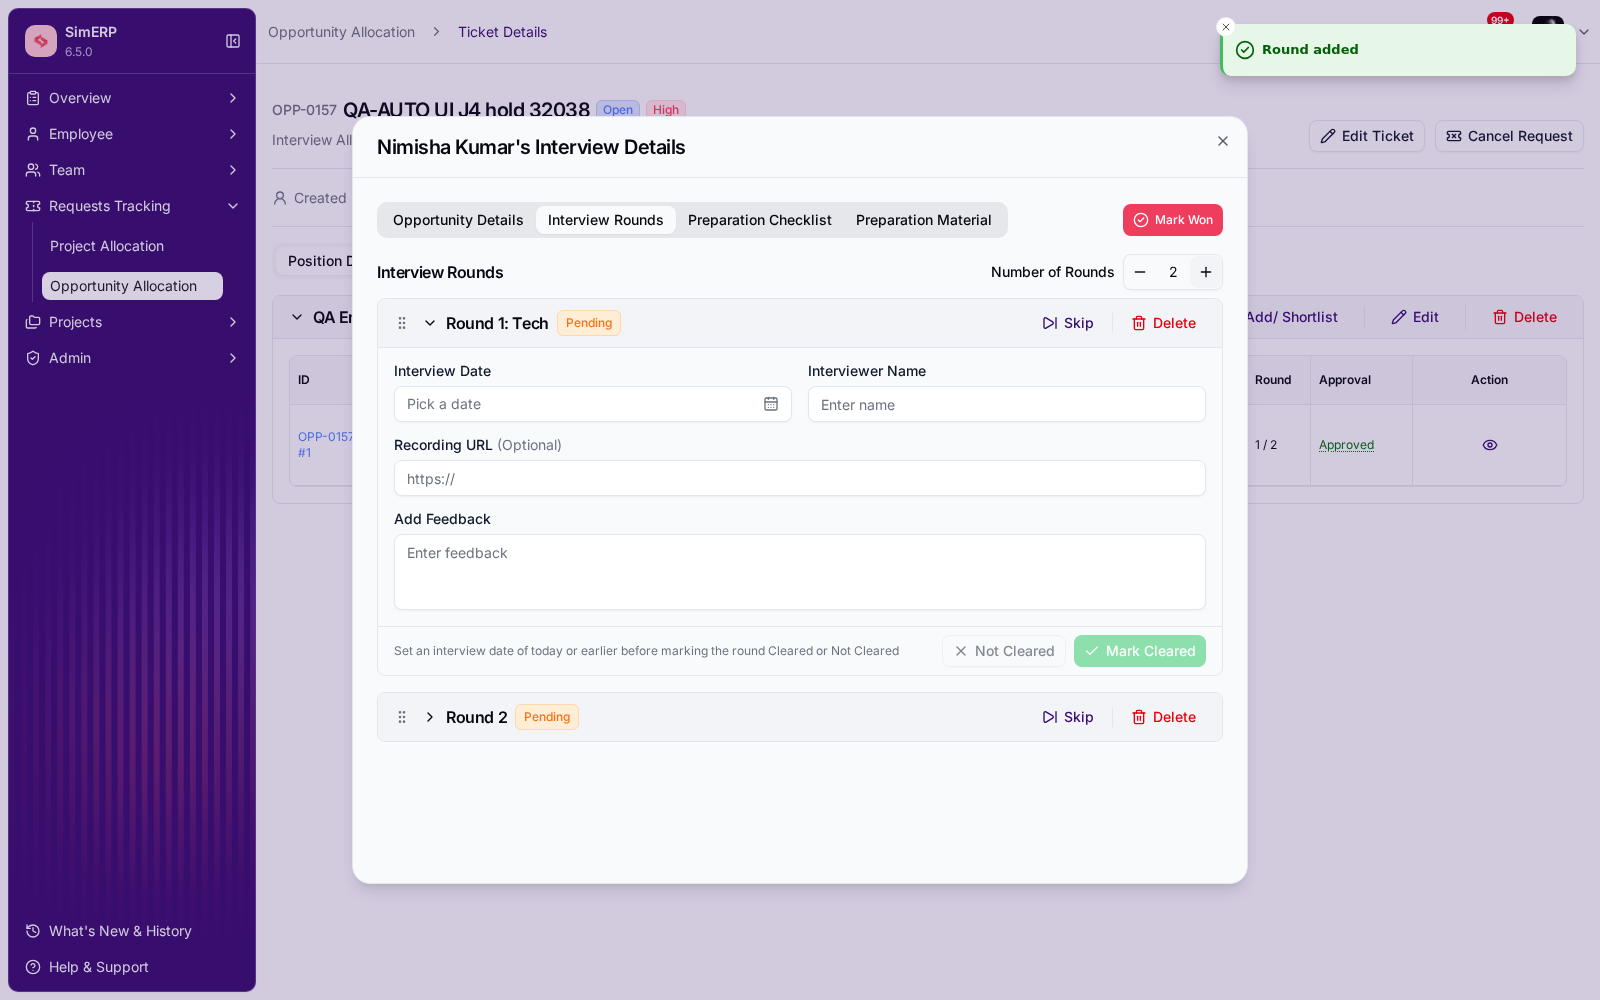 SimERP
6.5.0
Overview
Employee
Team
Requests Tracking
Project Allocation
Opportunity Allocation
Projects
Admin
What's New & History
Help & Support
Opportunity Allocation
Ticket Details
99+
Round added
OPP-0157 QA-AUTO UI J4 hold 32038 Open High
Interview
Edit Ticket
Cancel Request
Created
Position
QA
Add/ Shortlist
Edit
Delete
ID
Round
Approval
Action
OPP-0157
#1
1 / 2
Approved
Nimisha Kumar's Interview Details
Opportunity Details
Interview Rounds
Preparation Checklist
Preparation Material
Mark Won
Interview Rounds
Number of Rounds
2
Round 1: Tech
Pending
Skip
Delete
Interview Date
Interviewer Name
Pick a date
Enter name
Recording URL (Optional)
https://
Add Feedback
Enter feedback
Set an interview date of today or earlier before marking the round Cleared or Not Cleared
Not Cleared
Mark Cleared
Round 2
Pending
Skip
Delete